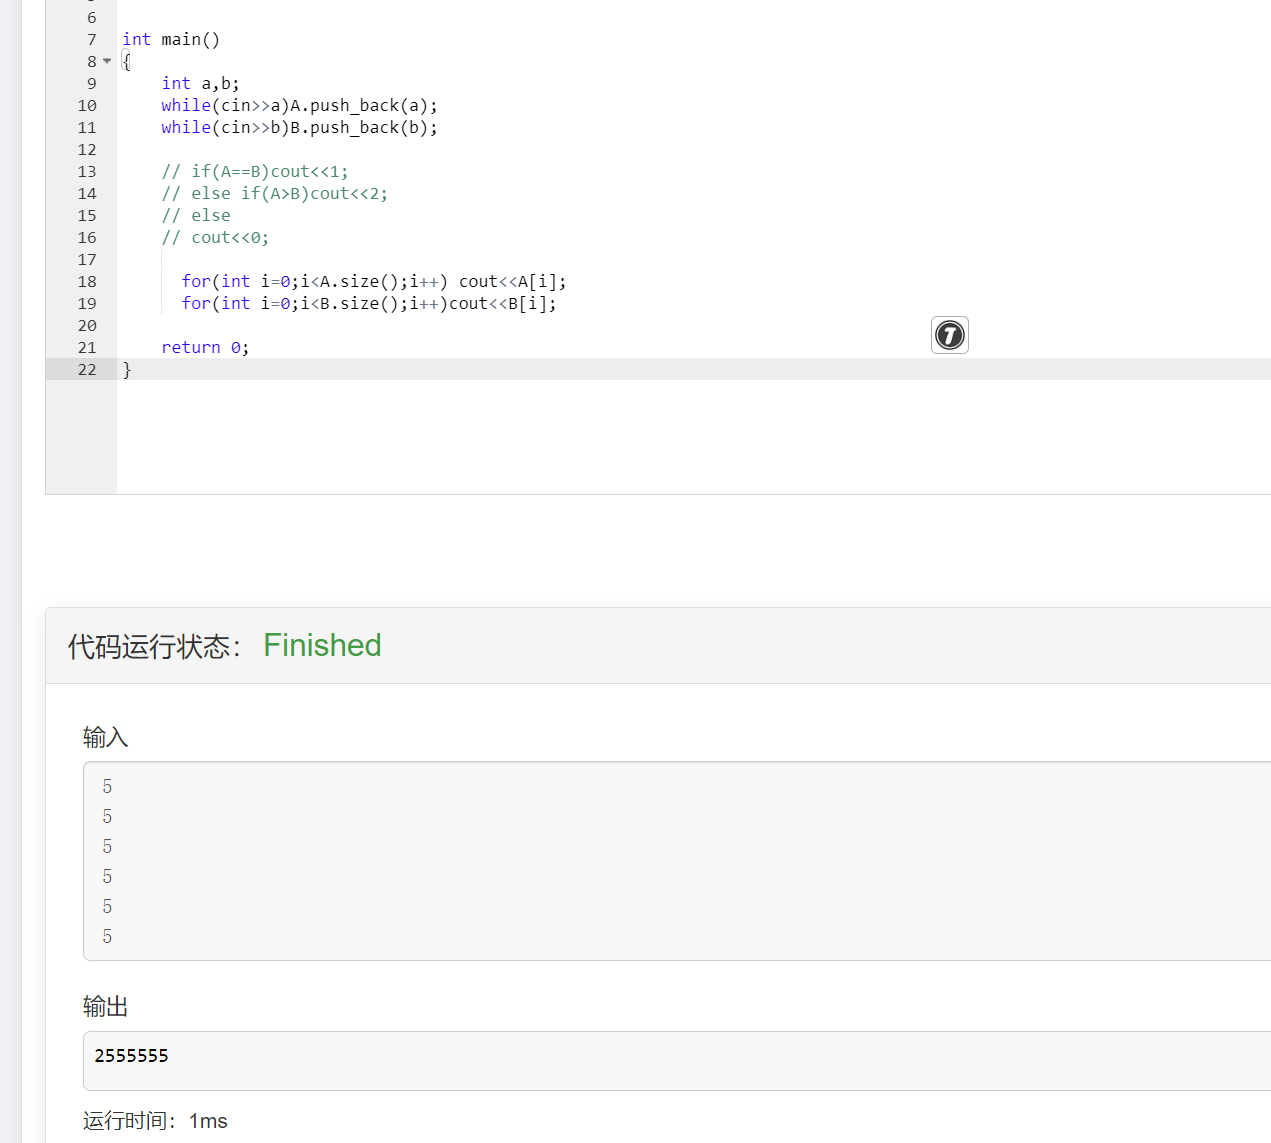 6
7 int main()
8 {
9 int a,b;
10 while(cin>>a)A.push_back(a);
11 while(cin>>b)B.push_back(b);
12
13 // if(A==B)cout<<1;
14 // else if(A>B)cout<<2;
15 // else
16 // cout<<0;
17
18 for(int i=0;i<A.size();i++) cout<<A[i];
19 for(int i=0;i<B.size();i++)cout<<B[i];
20
21 return 0;
22 }
T
代码运行状态： Finished
输入
5
5
5
5
5
5
输出
2555555
运行时间：1ms